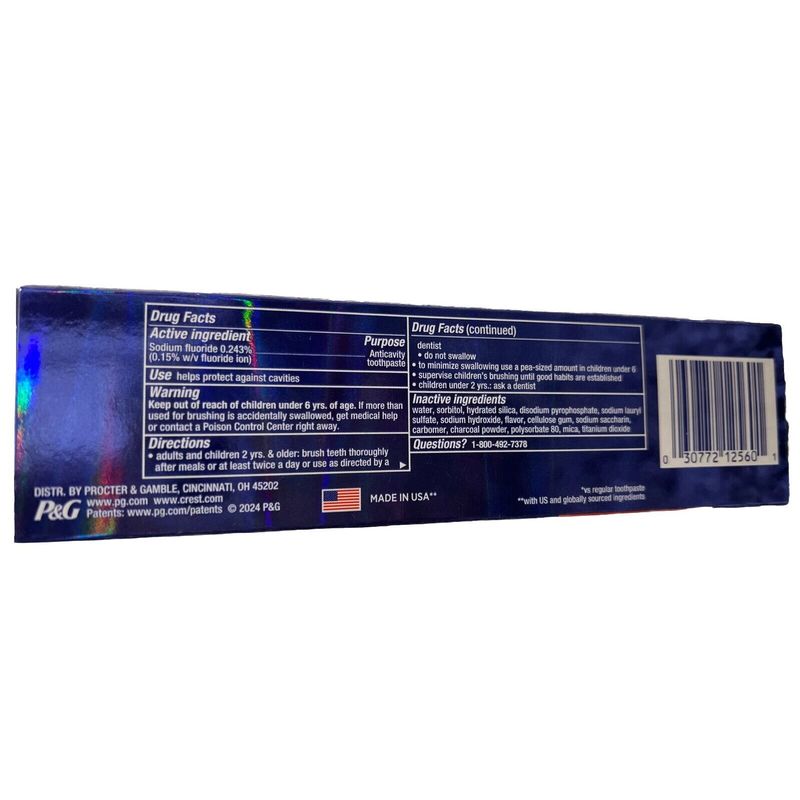 Drug Facts
Active ingredient
Purpose
Sodium fluoride 0.243%
Anticavity
(0.15% w/v fluoride ion)
toothpaste
Use helps protect against cavities
Warning
Keep out of reach of children under 6 yrs. of age. If more than
used for brushing is accidentally swallowed, get medical help
or contact a Poison Control Center right away.
Directions
• adults and children 2 yrs. & older: brush teeth thoroughly
after meals or at least twice a day or use as directed by a
Drug Facts (continued)
dentist
• do not swallow
• to minimize swallowing use a pea-sized amount in children under 6
• supervise children's brushing until good habits are established
• children under 2 yrs.: ask a dentist
Inactive ingredients
water, sorbitol, hydrated silica, disodium pyrophosphate, sodium lauryl
sulfate, sodium hydroxide, flavor, cellulose gum, sodium saccharin,
carbomer, charcoal powder, polysorbate 80, mica, titanium dioxide
Questions? 1-800-492-7378
0 30772 12560 1
DISTR. BY PROCTER & GAMBLE, CINCINNATI, OH 45202
P&G
www.pg.com www.crest.com
Patents: www.pg.com/patents © 2024 P&G
MADE IN USA**
*vs regular toothpaste
**with US and globally sourced ingredients